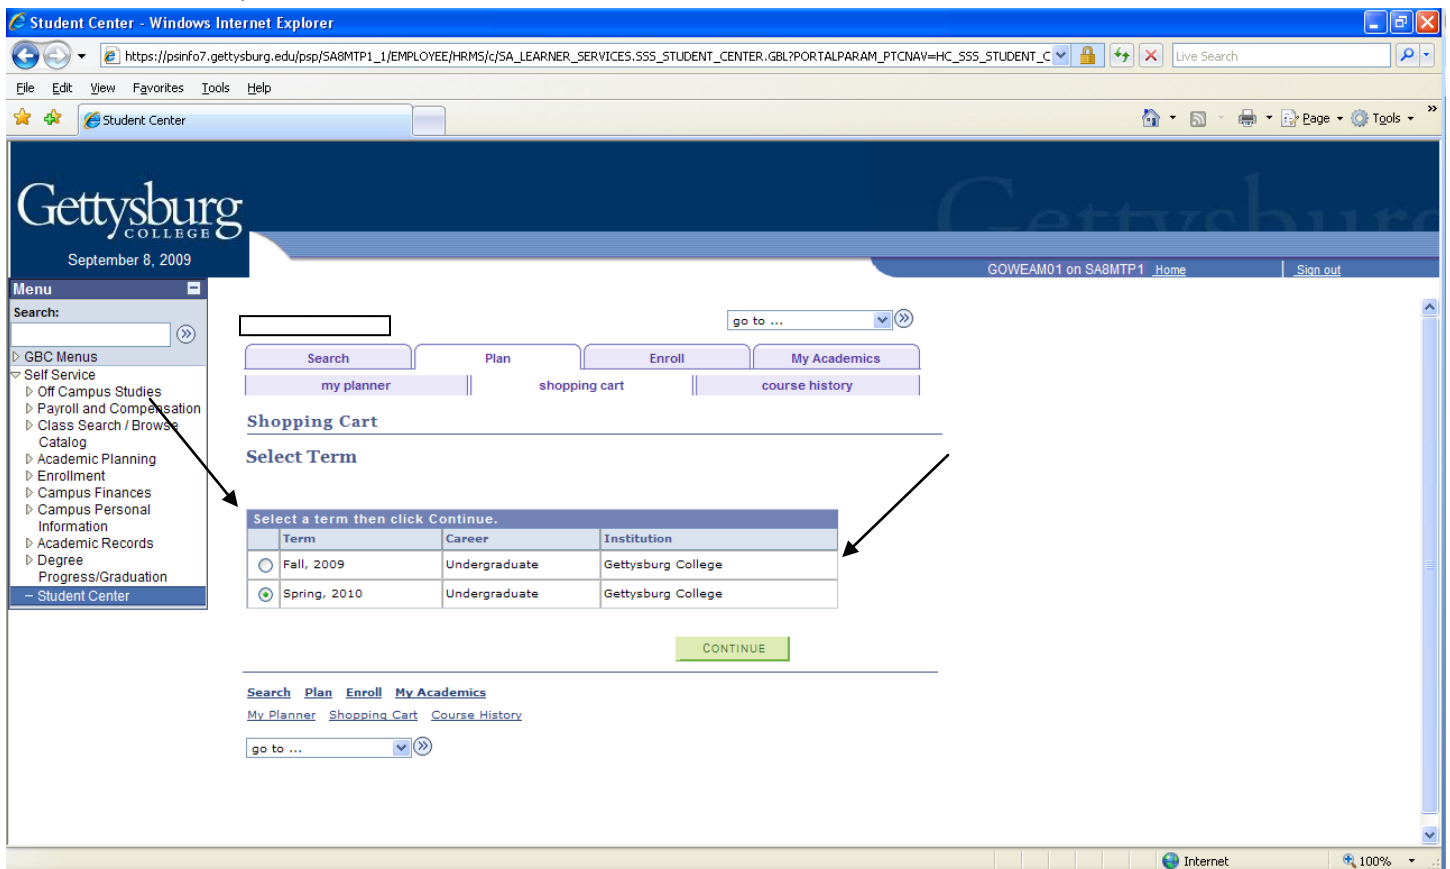 Student Center - Windows Internet Explorer
https://psinfo7.gettysburg.edu/psp/SA8MTP1_1/EMPLOYEE/HRMS/c/SA_LEARNER_SERVICES.SSS_STUDENT_CENTER.GBL?PORTALPARAM_PTCNAV=HC_SSS_STUDENT_C
Live Search
File Edit View Favorites Tools Help
Student Center
Page Tools
Gettysburg
COLLEGE
Gettysburg
September 8, 2009
GOWEAM01 on SA8MTP1 Home Sign out
Menu
Search:
GBC Menus
Self Service
Off Campus Studies
Payroll and Compensation
Class Search / Browse
Catalog
Academic Planning
Enrollment
Campus Finances
Campus Personal
Information
Academic Records
Degree
Progress/Graduation
Student Center
go to ...
Search Plan Enroll My Academics
my planner shopping cart course history
Shopping Cart
Select Term
Select a term then click Continue.
Term Career Institution
Fall, 2009 Undergraduate Gettysburg College
Spring, 2010 Undergraduate Gettysburg College
CONTINUE
Search Plan Enroll My Academics
My Planner Shopping Cart Course History
go to ...
Internet 100%